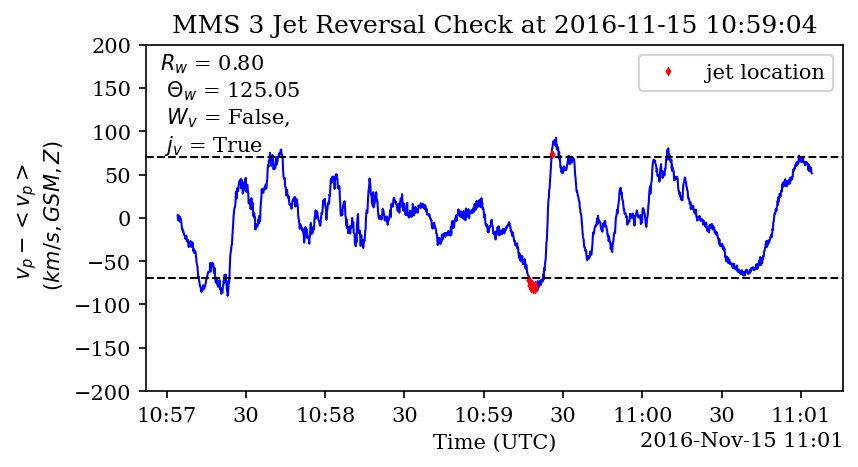 MMS 3 Jet Reversal Check at 2016-11-15 10:59:04
200
150
100
50
0
−50
−100
−150
−200
v_p − < v_p >
(km/s, GSM, Z)
R_w = 0.80
Θ_w = 125.05
W_v = False,
j_v = True
jet location
10:57 30 10:58 30 10:59 30 11:00 30 11:01
Time (UTC)
2016-Nov-15 11:01